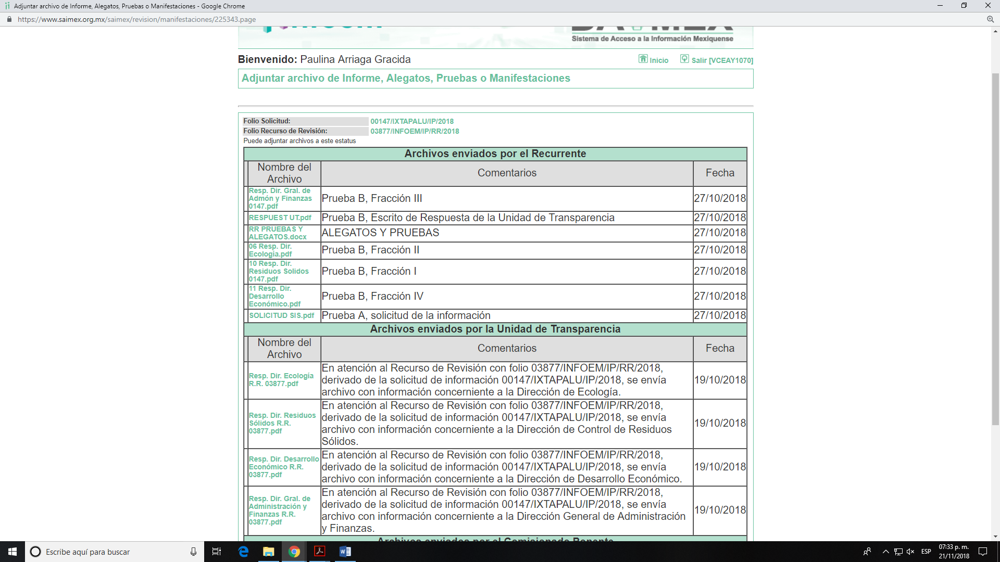 Adjuntar archivo de Informe, Alegatos, Pruebas o Manifestaciones - Google Chrome
https://www.saimex.org.mx/saimex/revision/manifestaciones/225343.page
Sistema de Acceso a la Información Mexiquense
Bienvenido: Paulina Arriaga Gracida
Inicio
Salir [VCEAY1070]
Adjuntar archivo de Informe, Alegatos, Pruebas o Manifestaciones
Folio Solicitud: 00147/IXTAPALU/IP/2018
Folio Recurso de Revisión: 03877/INFOEM/IP/RR/2018
Puede adjuntar archivos a este estatus
Archivos enviados por el Recurrente
Nombre del
Archivo
Comentarios
Fecha
Resp. Dir. Gral. de
Admón y Finanzas
0147.pdf
Prueba B, Fracción III
27/10/2018
RESPUEST UT.pdf
Prueba B, Escrito de Respuesta de la Unidad de Transparencia
27/10/2018
RR PRUEBAS Y
ALEGATOS.docx
ALEGATOS Y PRUEBAS
27/10/2018
06 Resp. Dir.
Ecología.pdf
Prueba B, Fracción II
27/10/2018
10 Resp. Dir.
Residuos Solidos
0147.pdf
Prueba B, Fracción I
27/10/2018
11 Resp. Dir.
Desarrollo
Económico.pdf
Prueba B, Fracción IV
27/10/2018
SOLICITUD SIS.pdf
Prueba A, solicitud de la información
27/10/2018
Archivos enviados por la Unidad de Transparencia
Nombre del
Archivo
Comentarios
Fecha
Resp. Dir. Ecología
R.R. 03877.pdf
En atención al Recurso de Revisión con folio 03877/INFOEM/IP/RR/2018,
derivado de la solicitud de información 00147/IXTAPALU/IP/2018, se envía
archivo con información concerniente a la Dirección de Ecología.
19/10/2018
Resp. Dir. Residuos
Sólidos R.R.
03877.pdf
En atención al Recurso de Revisión con folio 03877/INFOEM/IP/RR/2018,
derivado de la solicitud de información 00147/IXTAPALU/IP/2018, se envía
archivo con información concerniente a la Dirección de Control de Residuos
Sólidos.
19/10/2018
Resp. Dir. Desarrollo
Económico R.R.
03877.pdf
En atención al Recurso de Revisión con folio 03877/INFOEM/IP/RR/2018,
derivado de la solicitud de información 00147/IXTAPALU/IP/2018, se envía
archivo con información concerniente a la Dirección de Desarrollo Económico.
19/10/2018
Resp. Dir. Gral. de
Administración y
Finanzas R.R.
03877.pdf
En atención al Recurso de Revisión con folio 03877/INFOEM/IP/RR/2018,
derivado de la solicitud de información 00147/IXTAPALU/IP/2018, se envía
archivo con información concerniente a la Dirección General de Administración
y Finanzas.
19/10/2018
Archivos enviados por el Comisionado Ponente
Escribe aquí para buscar
ESP
07:33 p. m.
21/11/2018